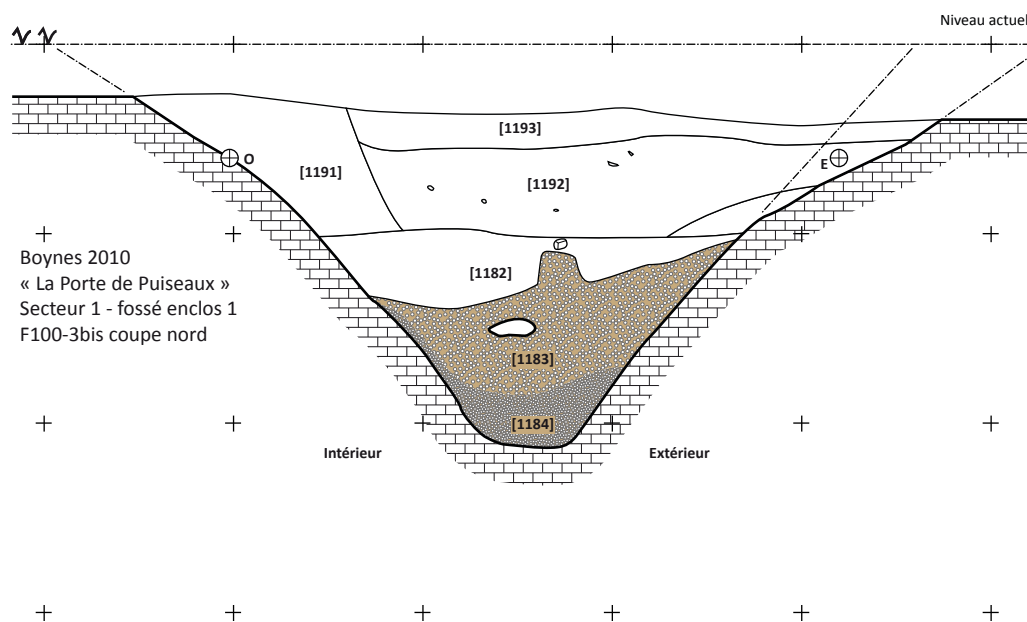 Niveau actuel
[1193]
O
E
[1191]
[1192]
Boynes 2010
« La Porte de Puiseaux »
Secteur 1 - fossé enclos 1
F100-3bis coupe nord
[1182]
[1183]
[1184]
Intérieur
Extérieur